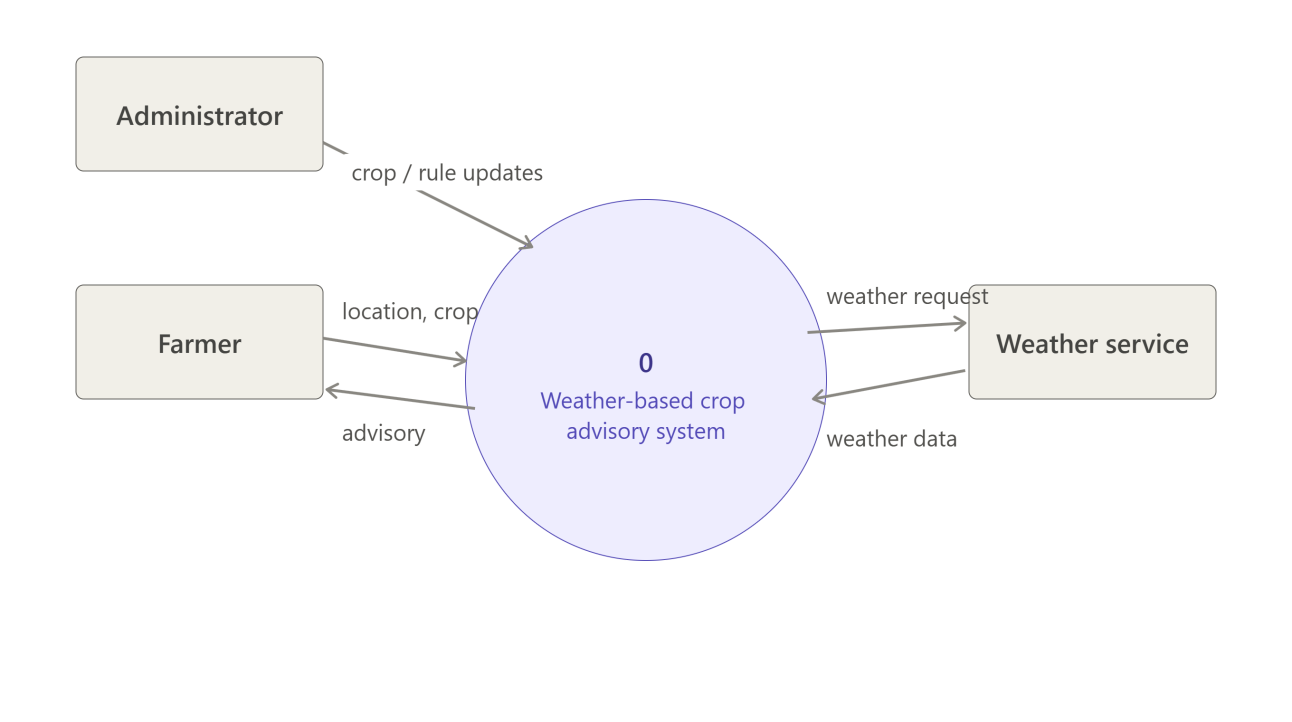 Administrator
crop / rule updates
Farmer
location, crop
advisory
0
Weather-based crop
advisory system
weather request
Weather service
weather data